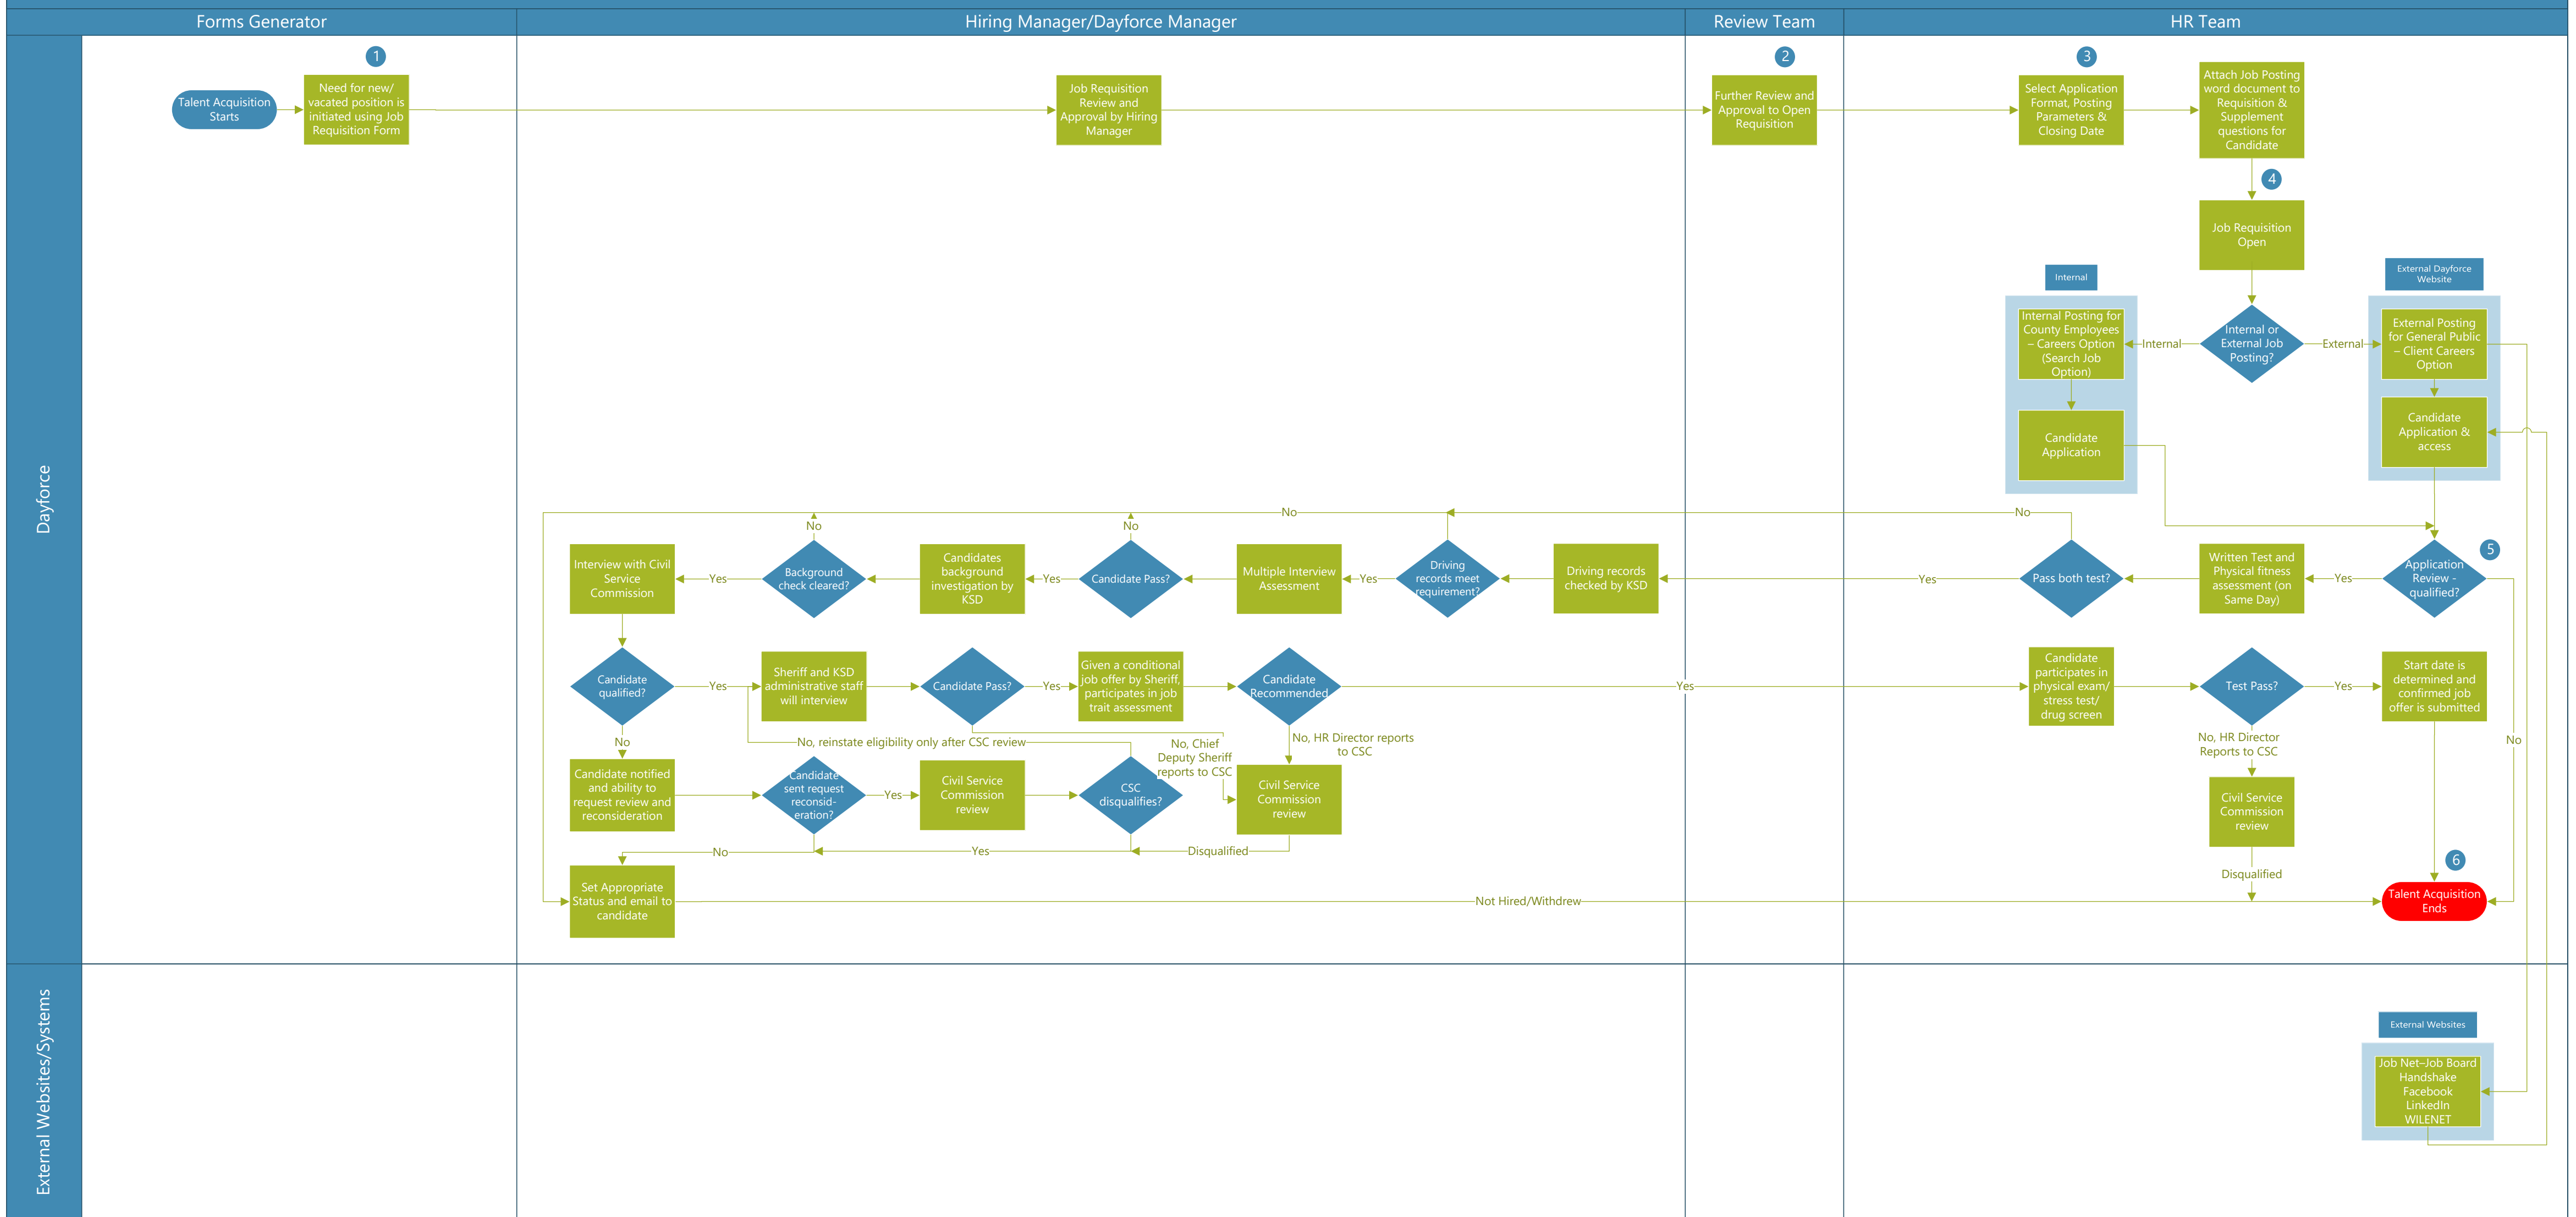 Forms Generator
Hiring Manager/Dayforce Manager
Review Team
HR Team
Dayforce
External Websites/Systems
1
2
3
Talent Acquisition
Starts
Need for new/
vacated position is
initiated using Job
Requisition Form
Job Requisition
Review and
Approval by Hiring
Manager
Further Review and
Approval to Open
Requisition
Select Application
Format, Posting
Parameters &
Closing Date
Attach Job Posting
word document to
Requisition &
Supplement
questions for
Candidate
4
Job Requisition
Open
Internal
External Dayforce
Website
Internal Posting for
County Employees
– Careers Option
(Search Job
Option)
Internal
Internal or
External Job
Posting?
External
External Posting
for General Public
– Client Careers
Option
Candidate
Application
Candidate
Application &
access
No
No
No
No
Interview with Civil
Service
Commission
Yes
Background
check cleared?
Candidates
background
investigation by
KSD
Yes
Candidate Pass?
Multiple Interview
Assessment
Yes
Driving
records meet
requirement?
Driving records
checked by KSD
Yes
Pass both test?
Written Test and
Physical fitness
assessment (on
Same Day)
Yes
Application
Review -
qualified?
5
Candidate
qualified?
Yes
Sheriff and KSD
administrative staff
will interview
Candidate Pass?
Yes
Given a conditional
job offer by Sheriff,
participates in job
trait assessment
Candidate
Recommended
Yes
Candidate
participates in
physical exam/
stress test/
drug screen
Test Pass?
Yes
Start date is
determined and
confirmed job
offer is submitted
No
No, reinstate eligibility only after CSC review
No, Chief
Deputy Sheriff
reports to CSC
No, HR Director reports
to CSC
No, HR Director
Reports to CSC
No
Candidate notified
and ability to
request review and
reconsideration
Candidate
sent request
reconsid-
eration?
Yes
Civil Service
Commission
review
CSC
disqualifies?
Civil Service
Commission
review
Civil Service
Commission
review
No
Yes
Disqualified
Disqualified
6
Set Appropriate
Status and email to
candidate
Not Hired/Withdrew
Talent Acquisition
Ends
External Websites
Job Net–Job Board
Handshake
Facebook
LinkedIn
WILENET